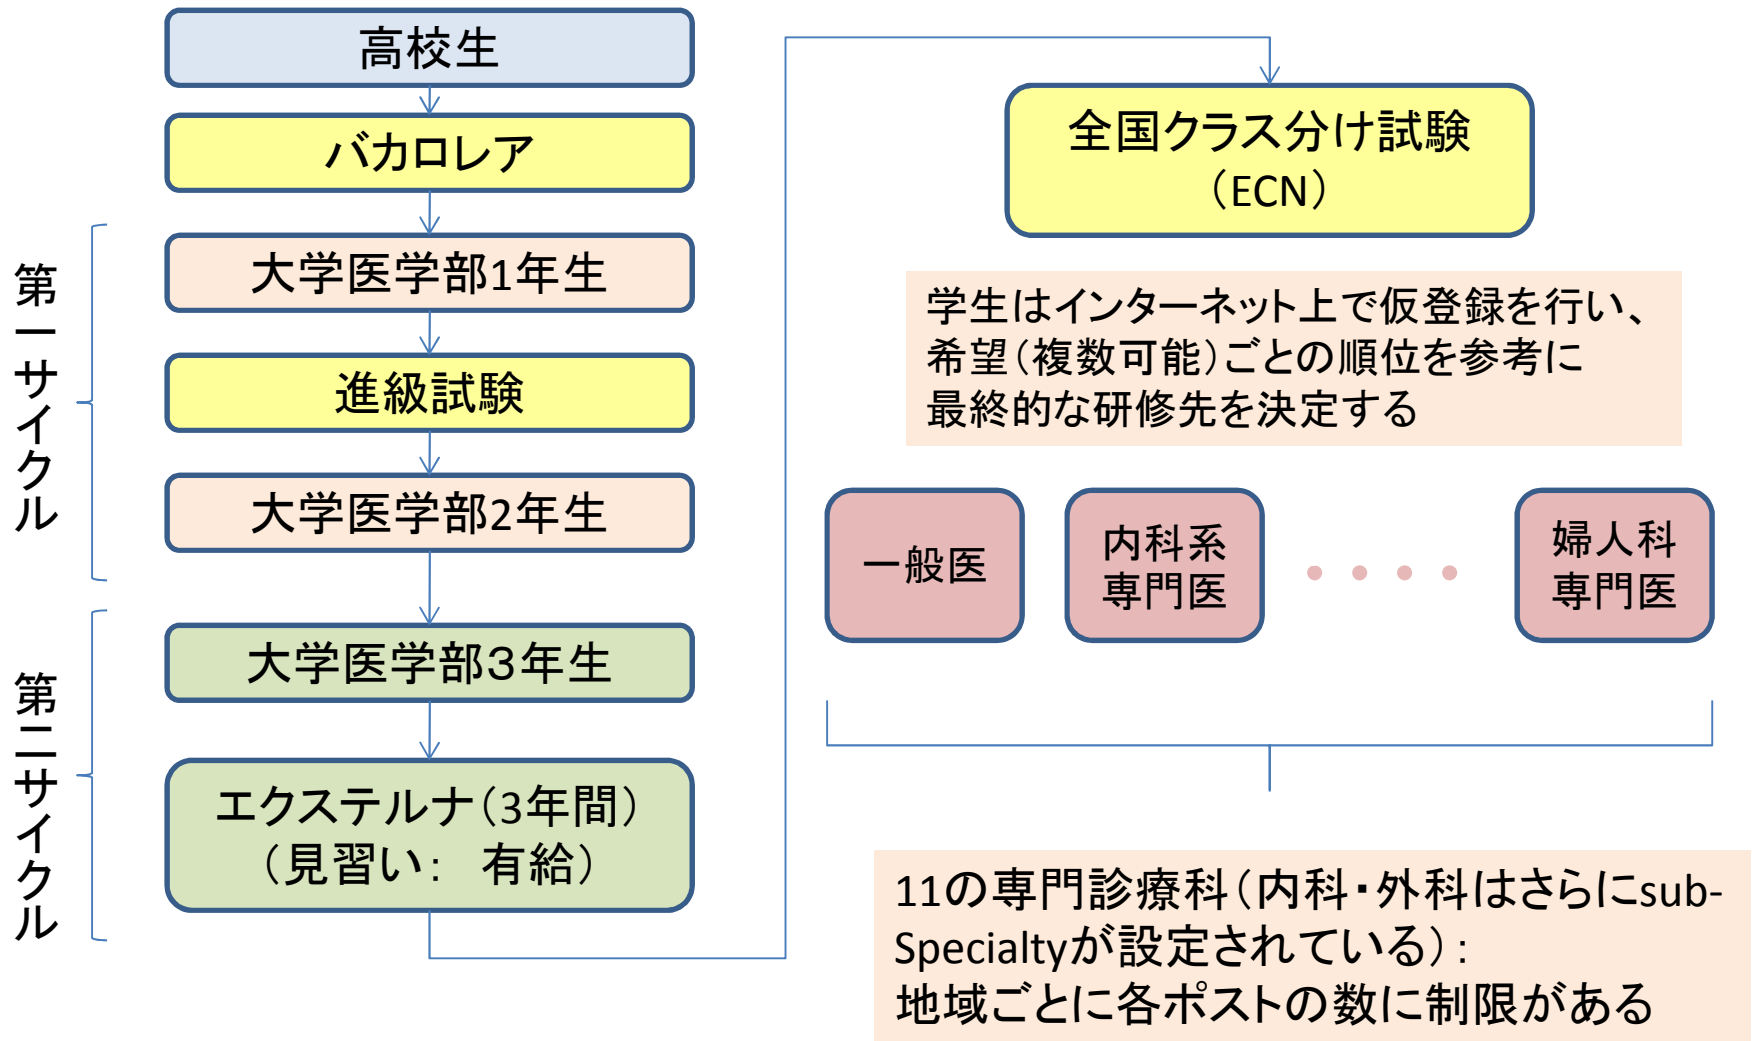 高校生
バカロレア
第一サイクル
大学医学部1年生
進級試験
大学医学部2年生
第二サイクル
大学医学部３年生
エクステルナ（3年間）
（見習い：　有給）
全国クラス分け試験
（ECN）
学生はインターネット上で仮登録を行い、
希望（複数可能）ごとの順位を参考に
最終的な研修先を決定する
一般医
内科系
専門医
・・・・
婦人科
専門医
11の専門診療科（内科・外科はさらにsub-
Specialtyが設定されている）：
地域ごとに各ポストの数に制限がある